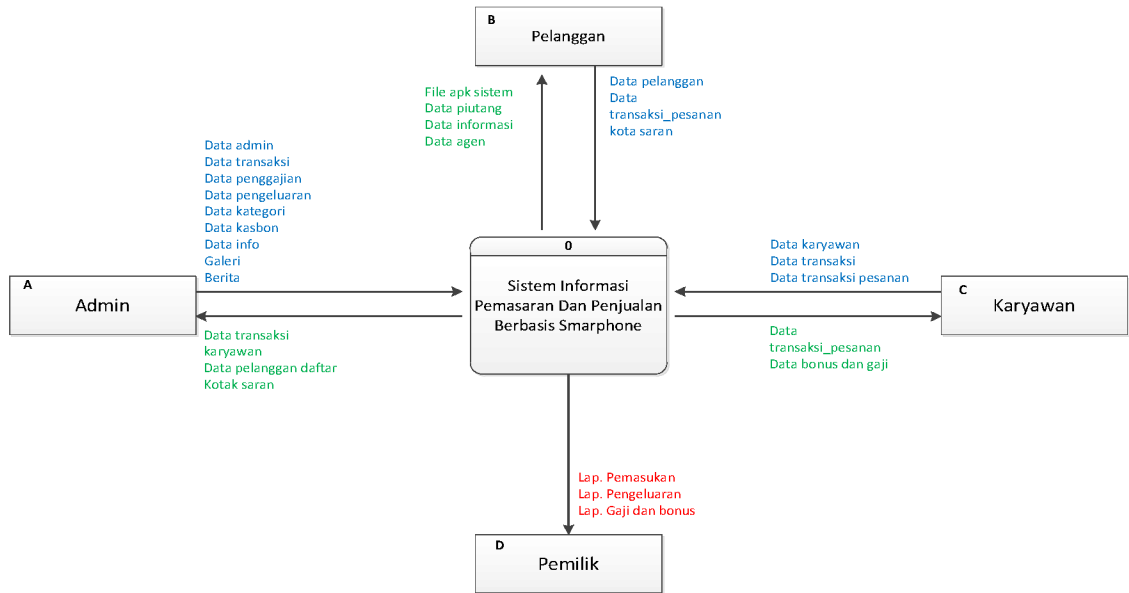 B
Pelanggan
File apk sistem
Data piutang
Data informasi
Data agen
Data pelanggan
Data
transaksi_pesanan
kota saran
Data admin
Data transaksi
Data penggajian
Data pengeluaran
Data kategori
Data kasbon
Data info
Galeri
Berita
A
Admin
Data transaksi
karyawan
Data pelanggan daftar
Kotak saran
0
Sistem Informasi
Pemasaran Dan Penjualan
Berbasis Smarphone
Data karyawan
Data transaksi
Data transaksi pesanan
C
Karyawan
Data
transaksi_pesanan
Data bonus dan gaji
Lap. Pemasukan
Lap. Pengeluaran
Lap. Gaji dan bonus
D
Pemilik